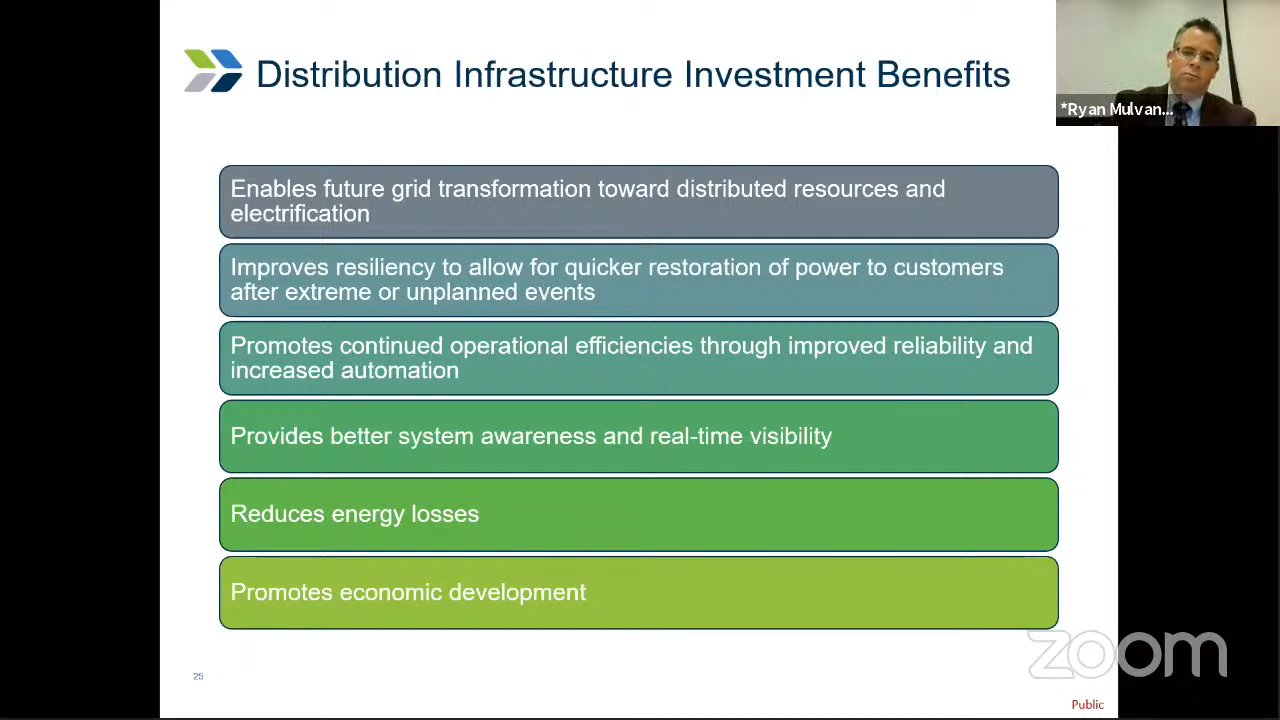 Distribution Infrastructure Investment Benefits
*Ryan Mulvan...
Enables future grid transformation toward distributed resources and
electrification
Improves resiliency to allow for quicker restoration of power to customers
after extreme or unplanned events
Promotes continued operational efficiencies through improved reliability and
increased automation
Provides better system awareness and real-time visibility
Reduces energy losses
Promotes economic development
zoom
25
Public